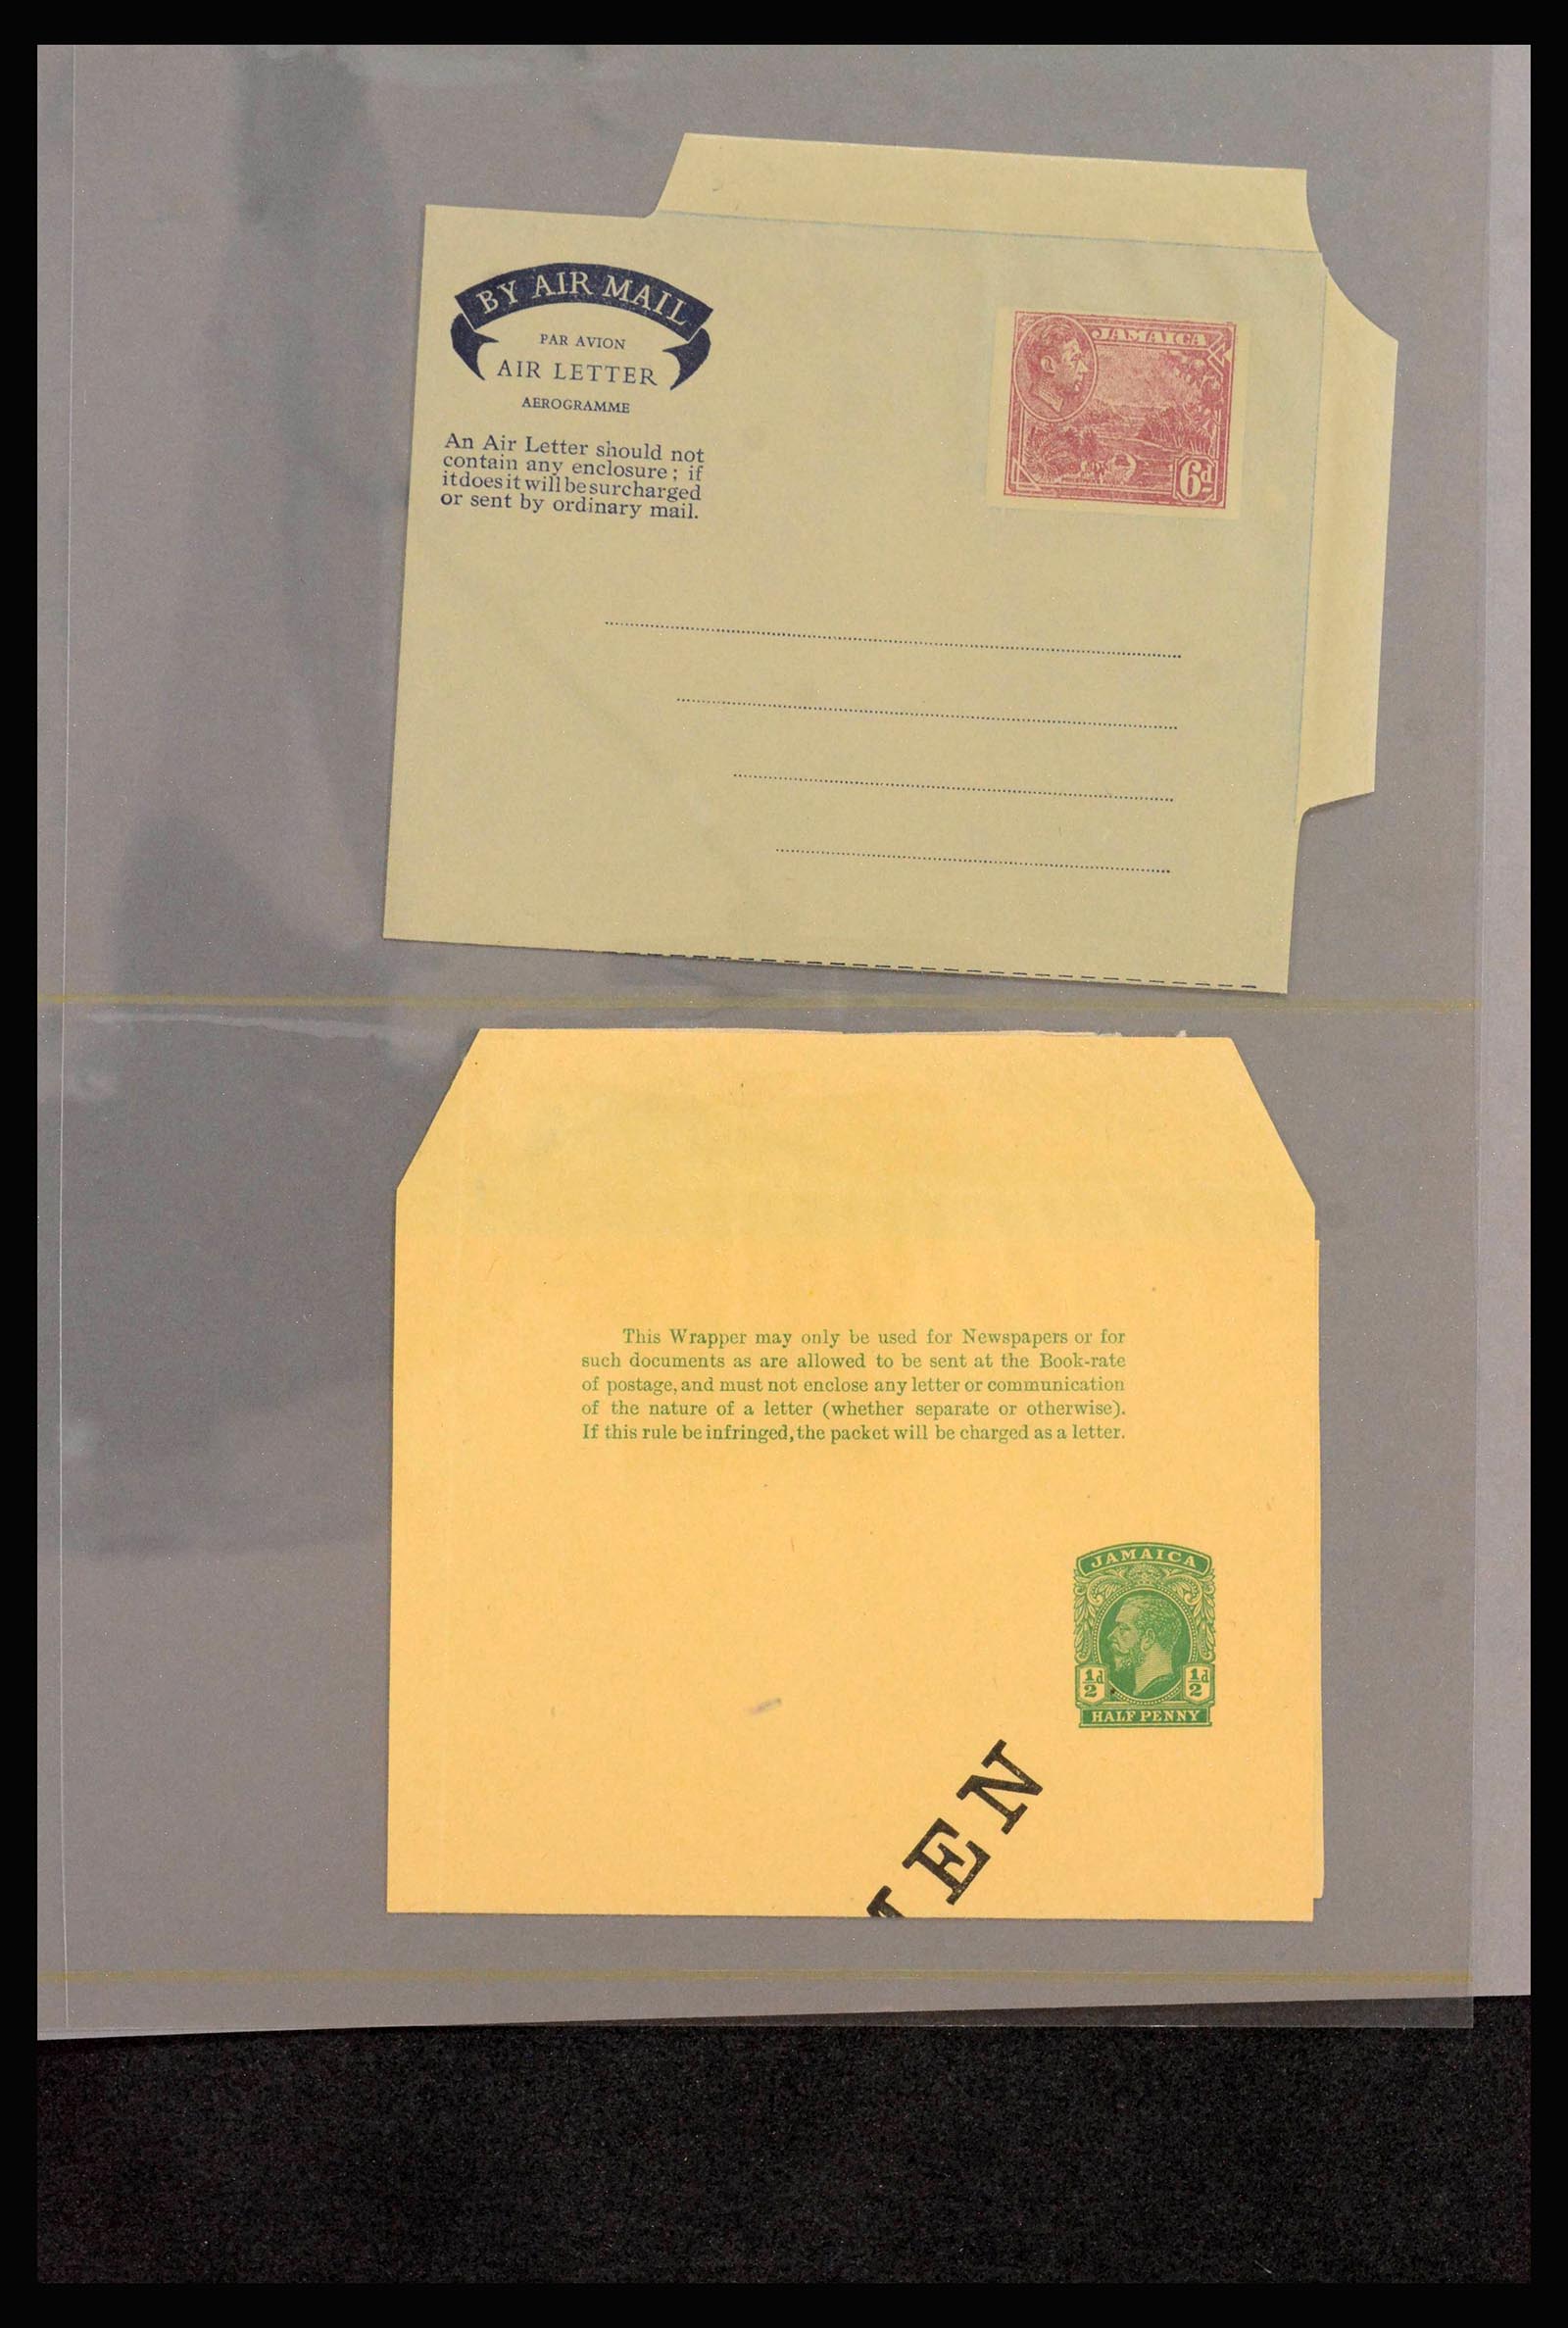 BY AIR MAIL
PAR AVION
AIR LETTER
AEROGRAMME
An Air Letter should not
contain any enclosure; if
it does it will be surcharged
or sent by ordinary mail.
JAMAICA
6d
This Wrapper may only be used for Newspapers or for
such documents as are allowed to be sent at the Book-rate
of postage, and must not enclose any letter or communication
of the nature of a letter (whether separate or otherwise).
If this rule be infringed, the packet will be charged as a letter.
JAMAICA
½d ½d
HALF PENNY
EN